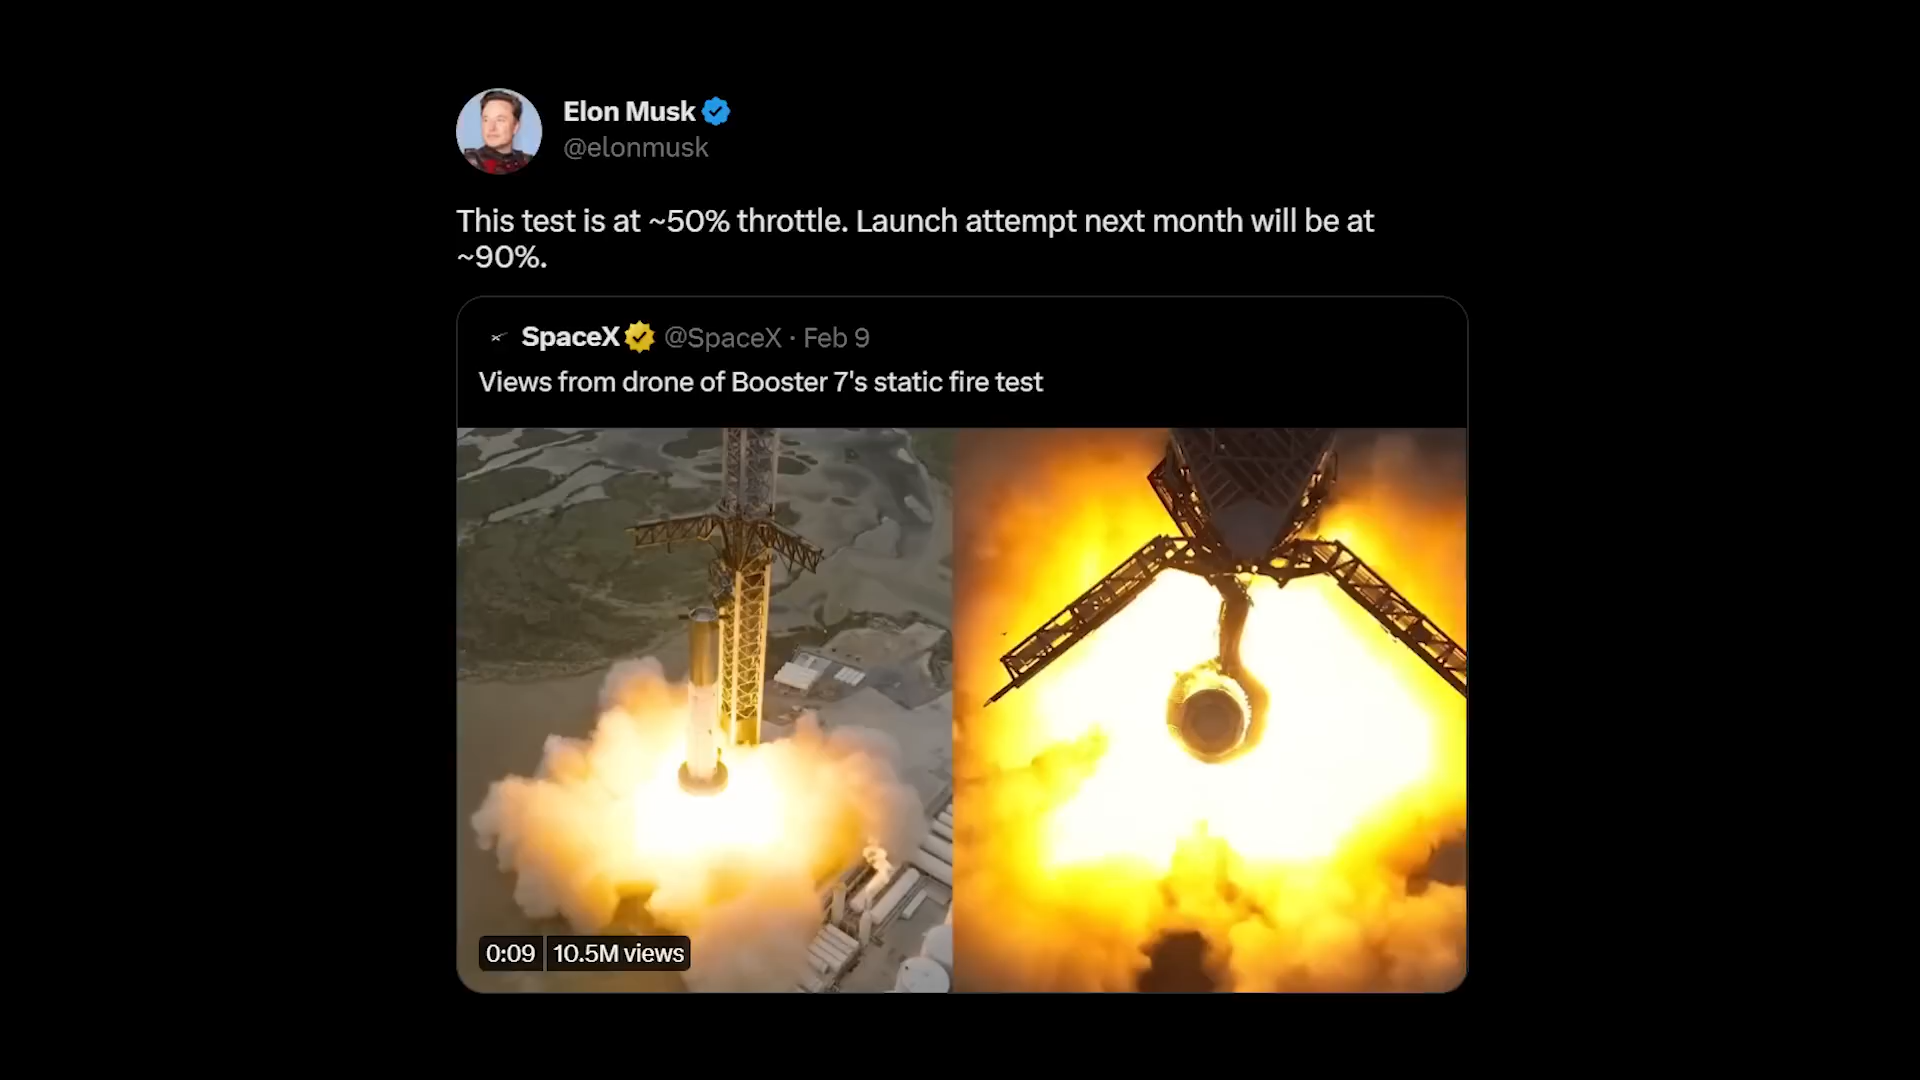 Elon Musk
@elonmusk
This test is at ~50% throttle. Launch attempt next month will be at
~90%.
SpaceX @SpaceX · Feb 9
Views from drone of Booster 7's static fire test
0:09 10.5M views